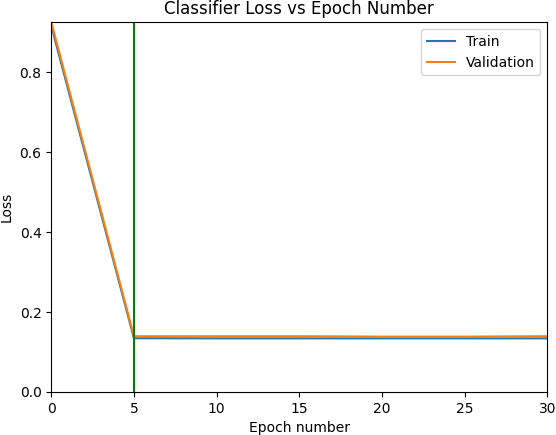 Classifier Loss vs Epoch Number
Train
Validation
Loss
0.8
0.6
0.4
0.2
0.0
0 5 10 15 20 25 30
Epoch number